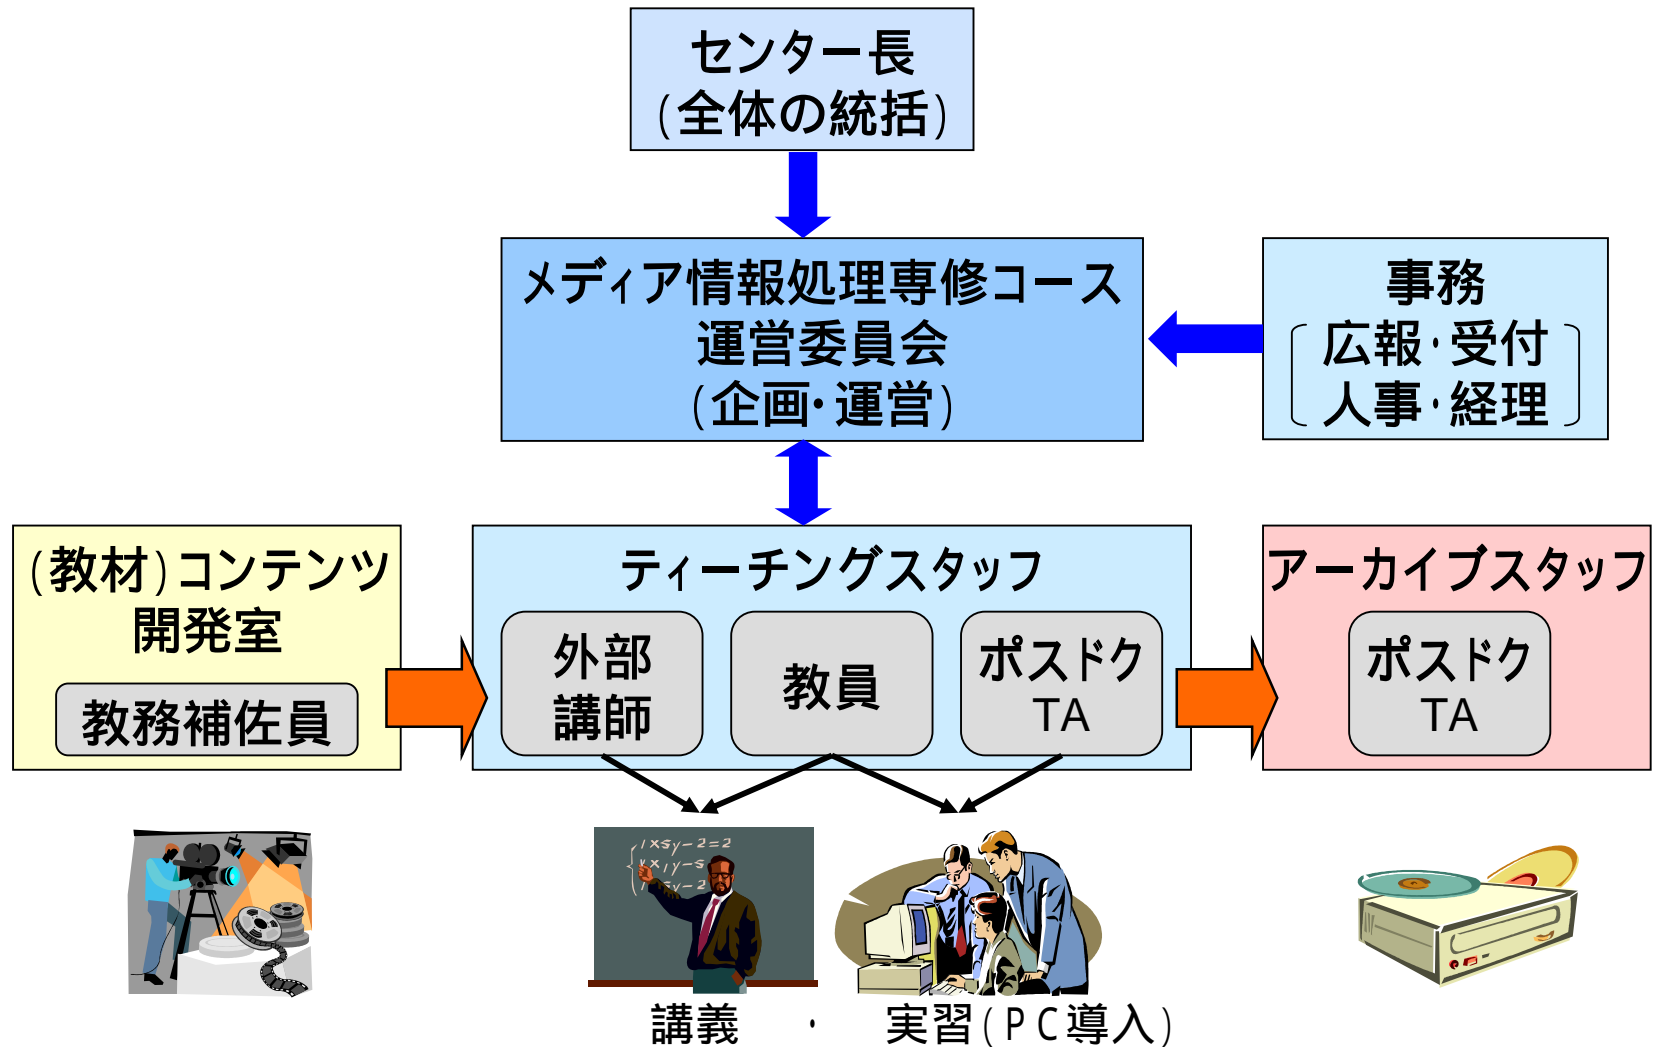 センター長
(全体の統括)
メディア情報処理専修コース
運営委員会
(企画・運営)
事務
広報・受付
人事・経理
(教材)コンテンツ
開発室
教務補佐員
ティーチングスタッフ
外部
講師
教員
ポスドク
TA
アーカイブスタッフ
ポスドク
TA
1×5y-2=2
講義 ・ 実習(PC導入)